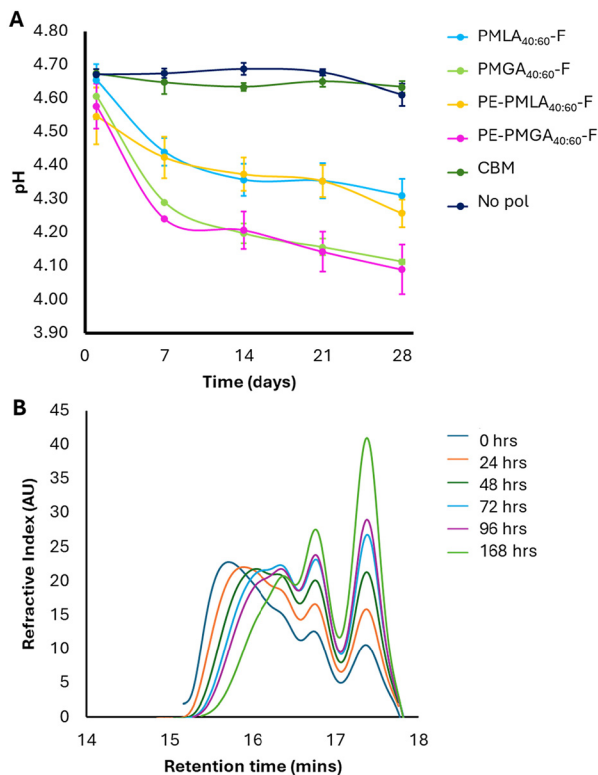 A
4.80
4.70
4.60
4.50
4.40
4.30
4.20
4.10
4.00
3.90
pH
0 7 14 21 28
Time (days)
PMLA40:60-F
PMGA40:60-F
PE-PMLA40:60-F
PE-PMGA40:60-F
CBM
No pol
B
45
40
35
30
25
20
15
10
5
0
Refractive Index (AU)
14 15 16 17 18
Retention time (mins)
0 hrs
24 hrs
48 hrs
72 hrs
96 hrs
168 hrs